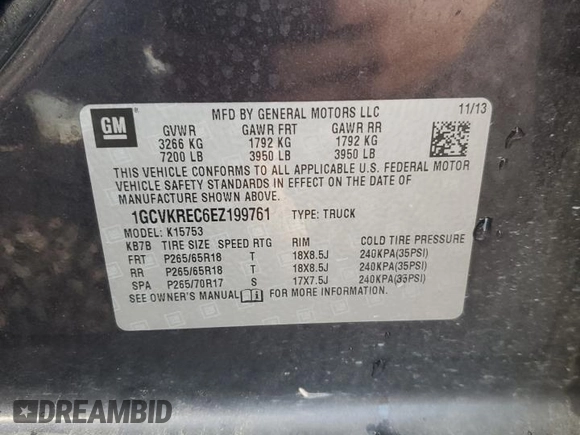 GM
MFD BY GENERAL MOTORS LLC 11/13
GVWR GAWR FRT GAWR RR
3266 KG 1792 KG 1792 KG
7200 LB 3950 LB 3950 LB
THIS VEHICLE CONFORMS TO ALL APPLICABLE U.S. FEDERAL MOTOR
VEHICLE SAFETY STANDARDS IN EFFECT ON THE DATE OF
MANUFACTURE SHOWN ABOVE.
1GCVKREC6EZ199761 TYPE: TRUCK
MODEL: K15753
KB7B TIRE SIZE SPEED RTG RIM COLD TIRE PRESSURE
FRT P265/65R18 T 18X8.5J 240KPA(35PSI)
RR P265/65R18 T 18X8.5J 240KPA(35PSI)
SPA P265/70R17 S 17X7.5J 240KPA(35PSI)
SEE OWNER'S MANUAL FOR MORE INFORMATION
DREAMBID